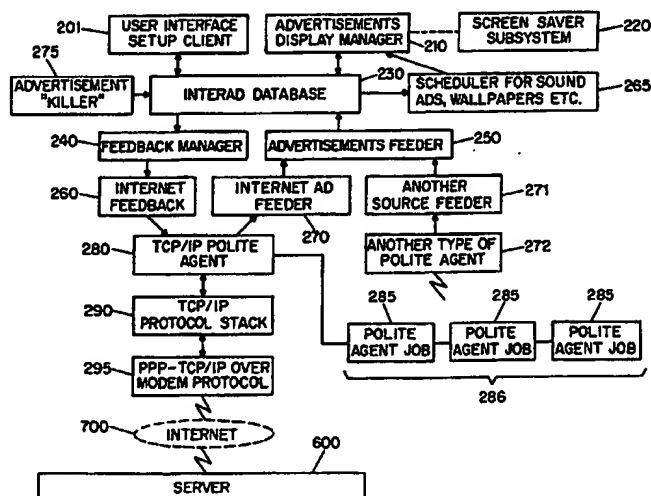 201
USER INTERFACE
SETUP CLIENT
ADVERTISEMENTS
DISPLAY MANAGER
210
SCREEN SAVER
SUBSYSTEM
220
275
ADVERTISEMENT
"KILLER"
INTERAD DATABASE
230
SCHEDULER FOR SOUND
ADS, WALLPAPERS ETC.
265
240
FEEDBACK MANAGER
ADVERTISEMENTS FEEDER
250
260
INTERNET
FEEDBACK
INTERNET AD
FEEDER
270
ANOTHER
SOURCE FEEDER
271
280
TCP/IP POLITE
AGENT
ANOTHER TYPE OF
POLITE AGENT
272
290
TCP/IP
PROTOCOL STACK
285
285
285
POLITE
AGENT JOB
POLITE
AGENT JOB
POLITE
AGENT JOB
286
295
PPP-TCP/IP OVER
MODEM PROTOCOL
700
INTERNET
600
SERVER